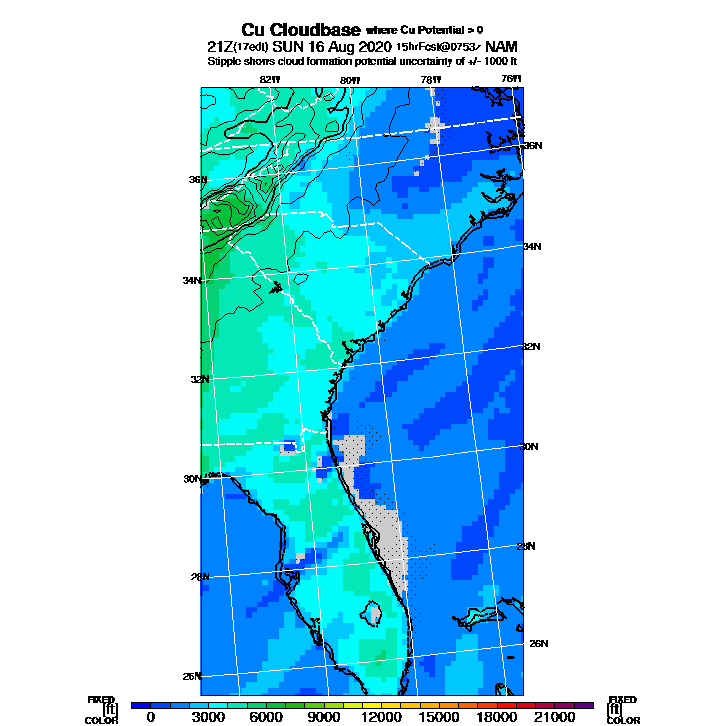 Cu Cloudbase where Cu Potential > 0
21Z(17edt) SUN 16 Aug 2020 15hrFcst@0753z NAM
Stipple shows cloud formation potential uncertainty of +/- 1000 ft
82W 80W 78W 76W
36N
36N
34N
34N
32N
32N
30N
30N
28N
28N
26N
26N
FIXED FIXED
[ft] [ft]
COLOR COLOR
0 3000 6000 9000 12000 15000 18000 21000